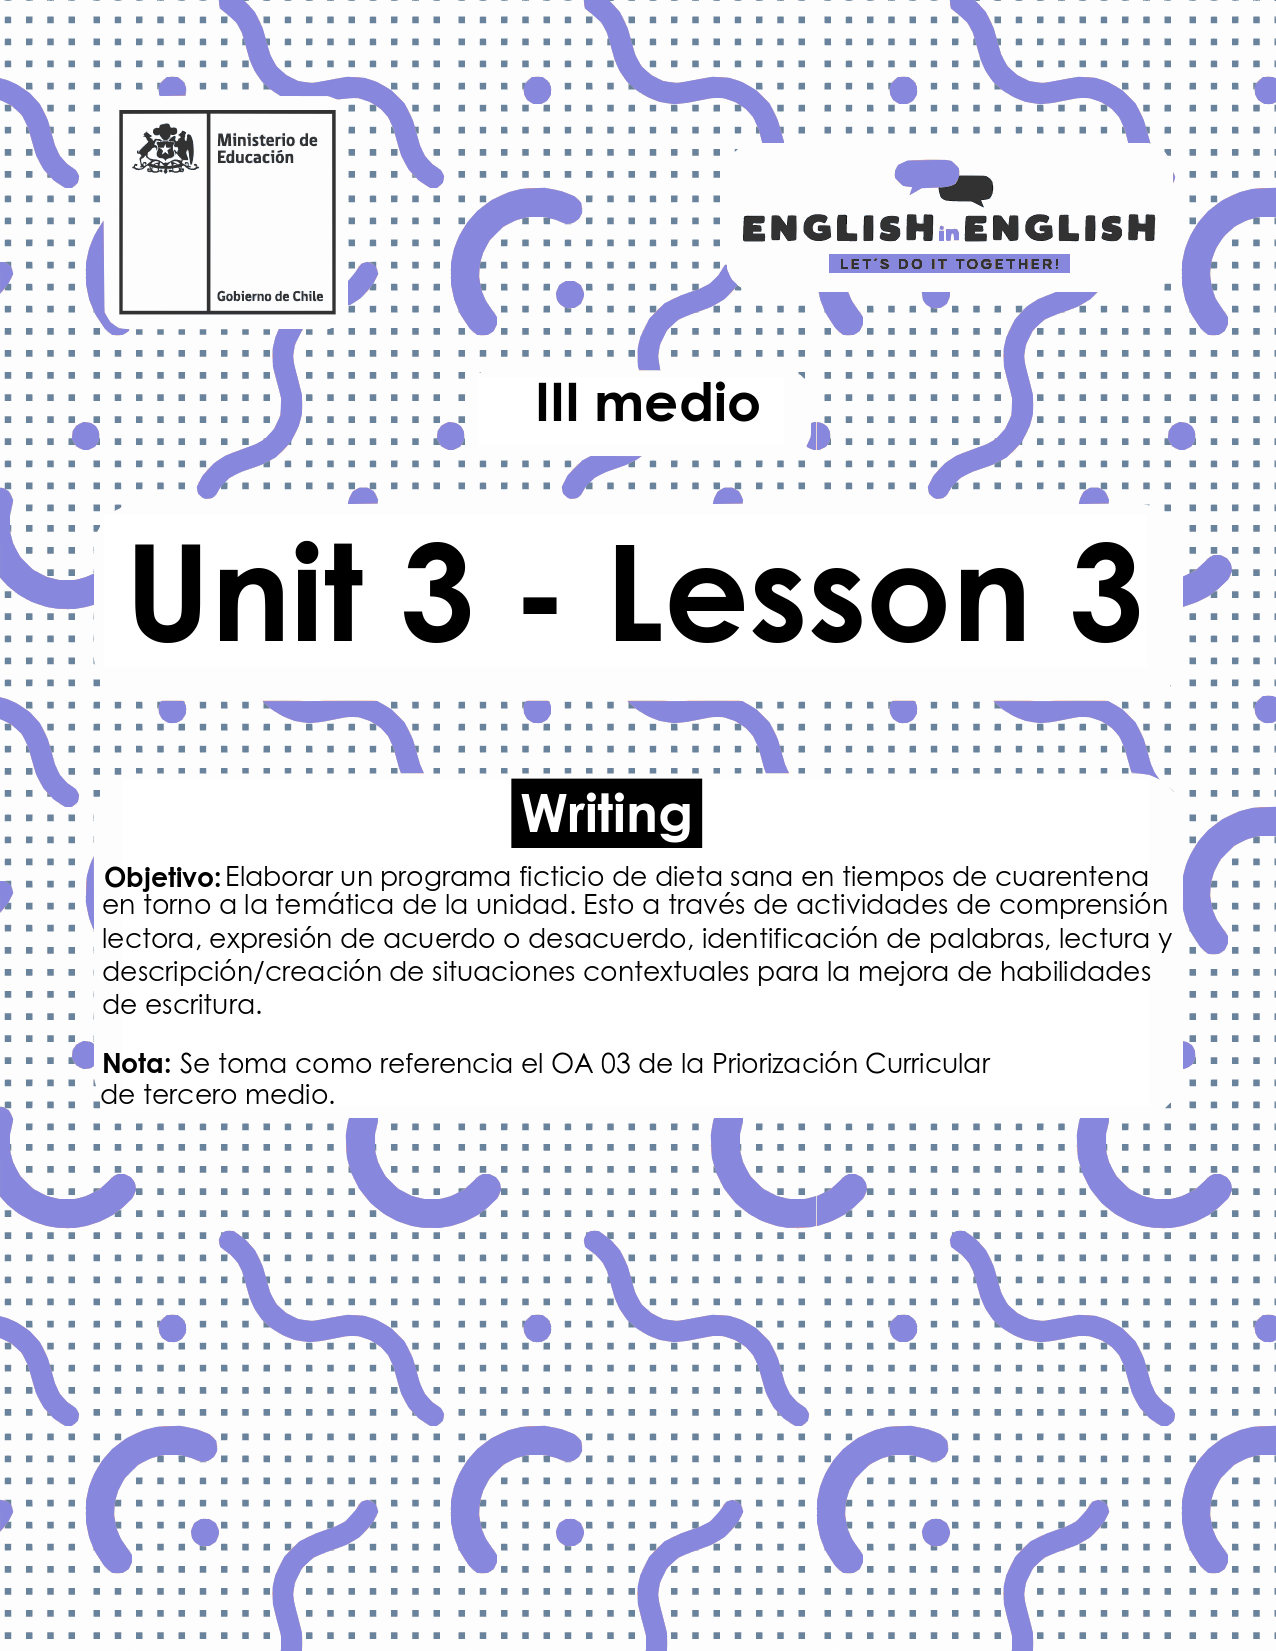 Ministerio de
Educación
Gobierno de Chile
ENGLISH in ENGLISH
LET´S DO IT TOGETHER!
III medio
Unit 3 - Lesson 3
Writing
Objetivo: Elaborar un programa ficticio de dieta sana en tiempos de cuarentena
en torno a la temática de la unidad. Esto a través de actividades de comprensión
lectora, expresión de acuerdo o desacuerdo, identificación de palabras, lectura y
descripción/creación de situaciones contextuales para la mejora de habilidades
de escritura.
Nota: Se toma como referencia el OA 03 de la Priorización Curricular
de tercero medio.